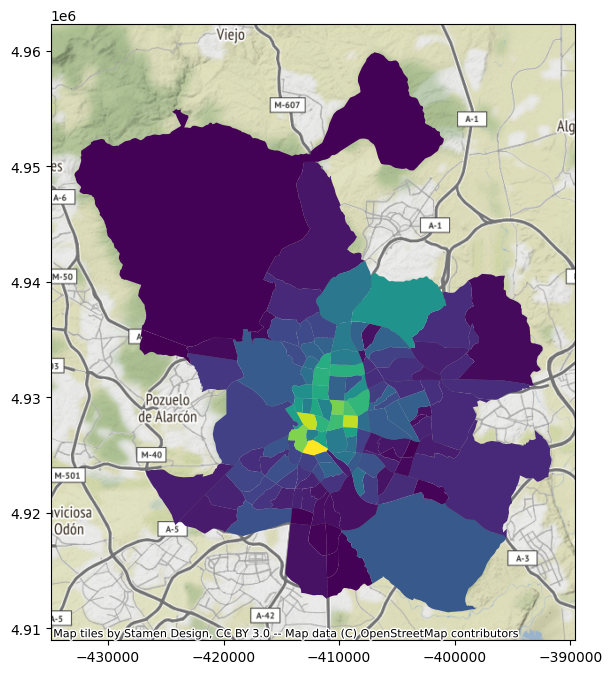 1e6
4.96
4.95
4.94
4.93
4.92
4.91
Viejo
M-607
A-1
Alg
es
A-6
A-1
M-50
A
03
Pozuelo
de Alarcón
M-40
M-501
viciosa
Odón
A-5
A-3
A-42
A-5
Map tiles by Stamen Design, CC BY 3.0 -- Map data (C) OpenStreetMap contributors
−430000
−420000
−410000
−400000
−390000